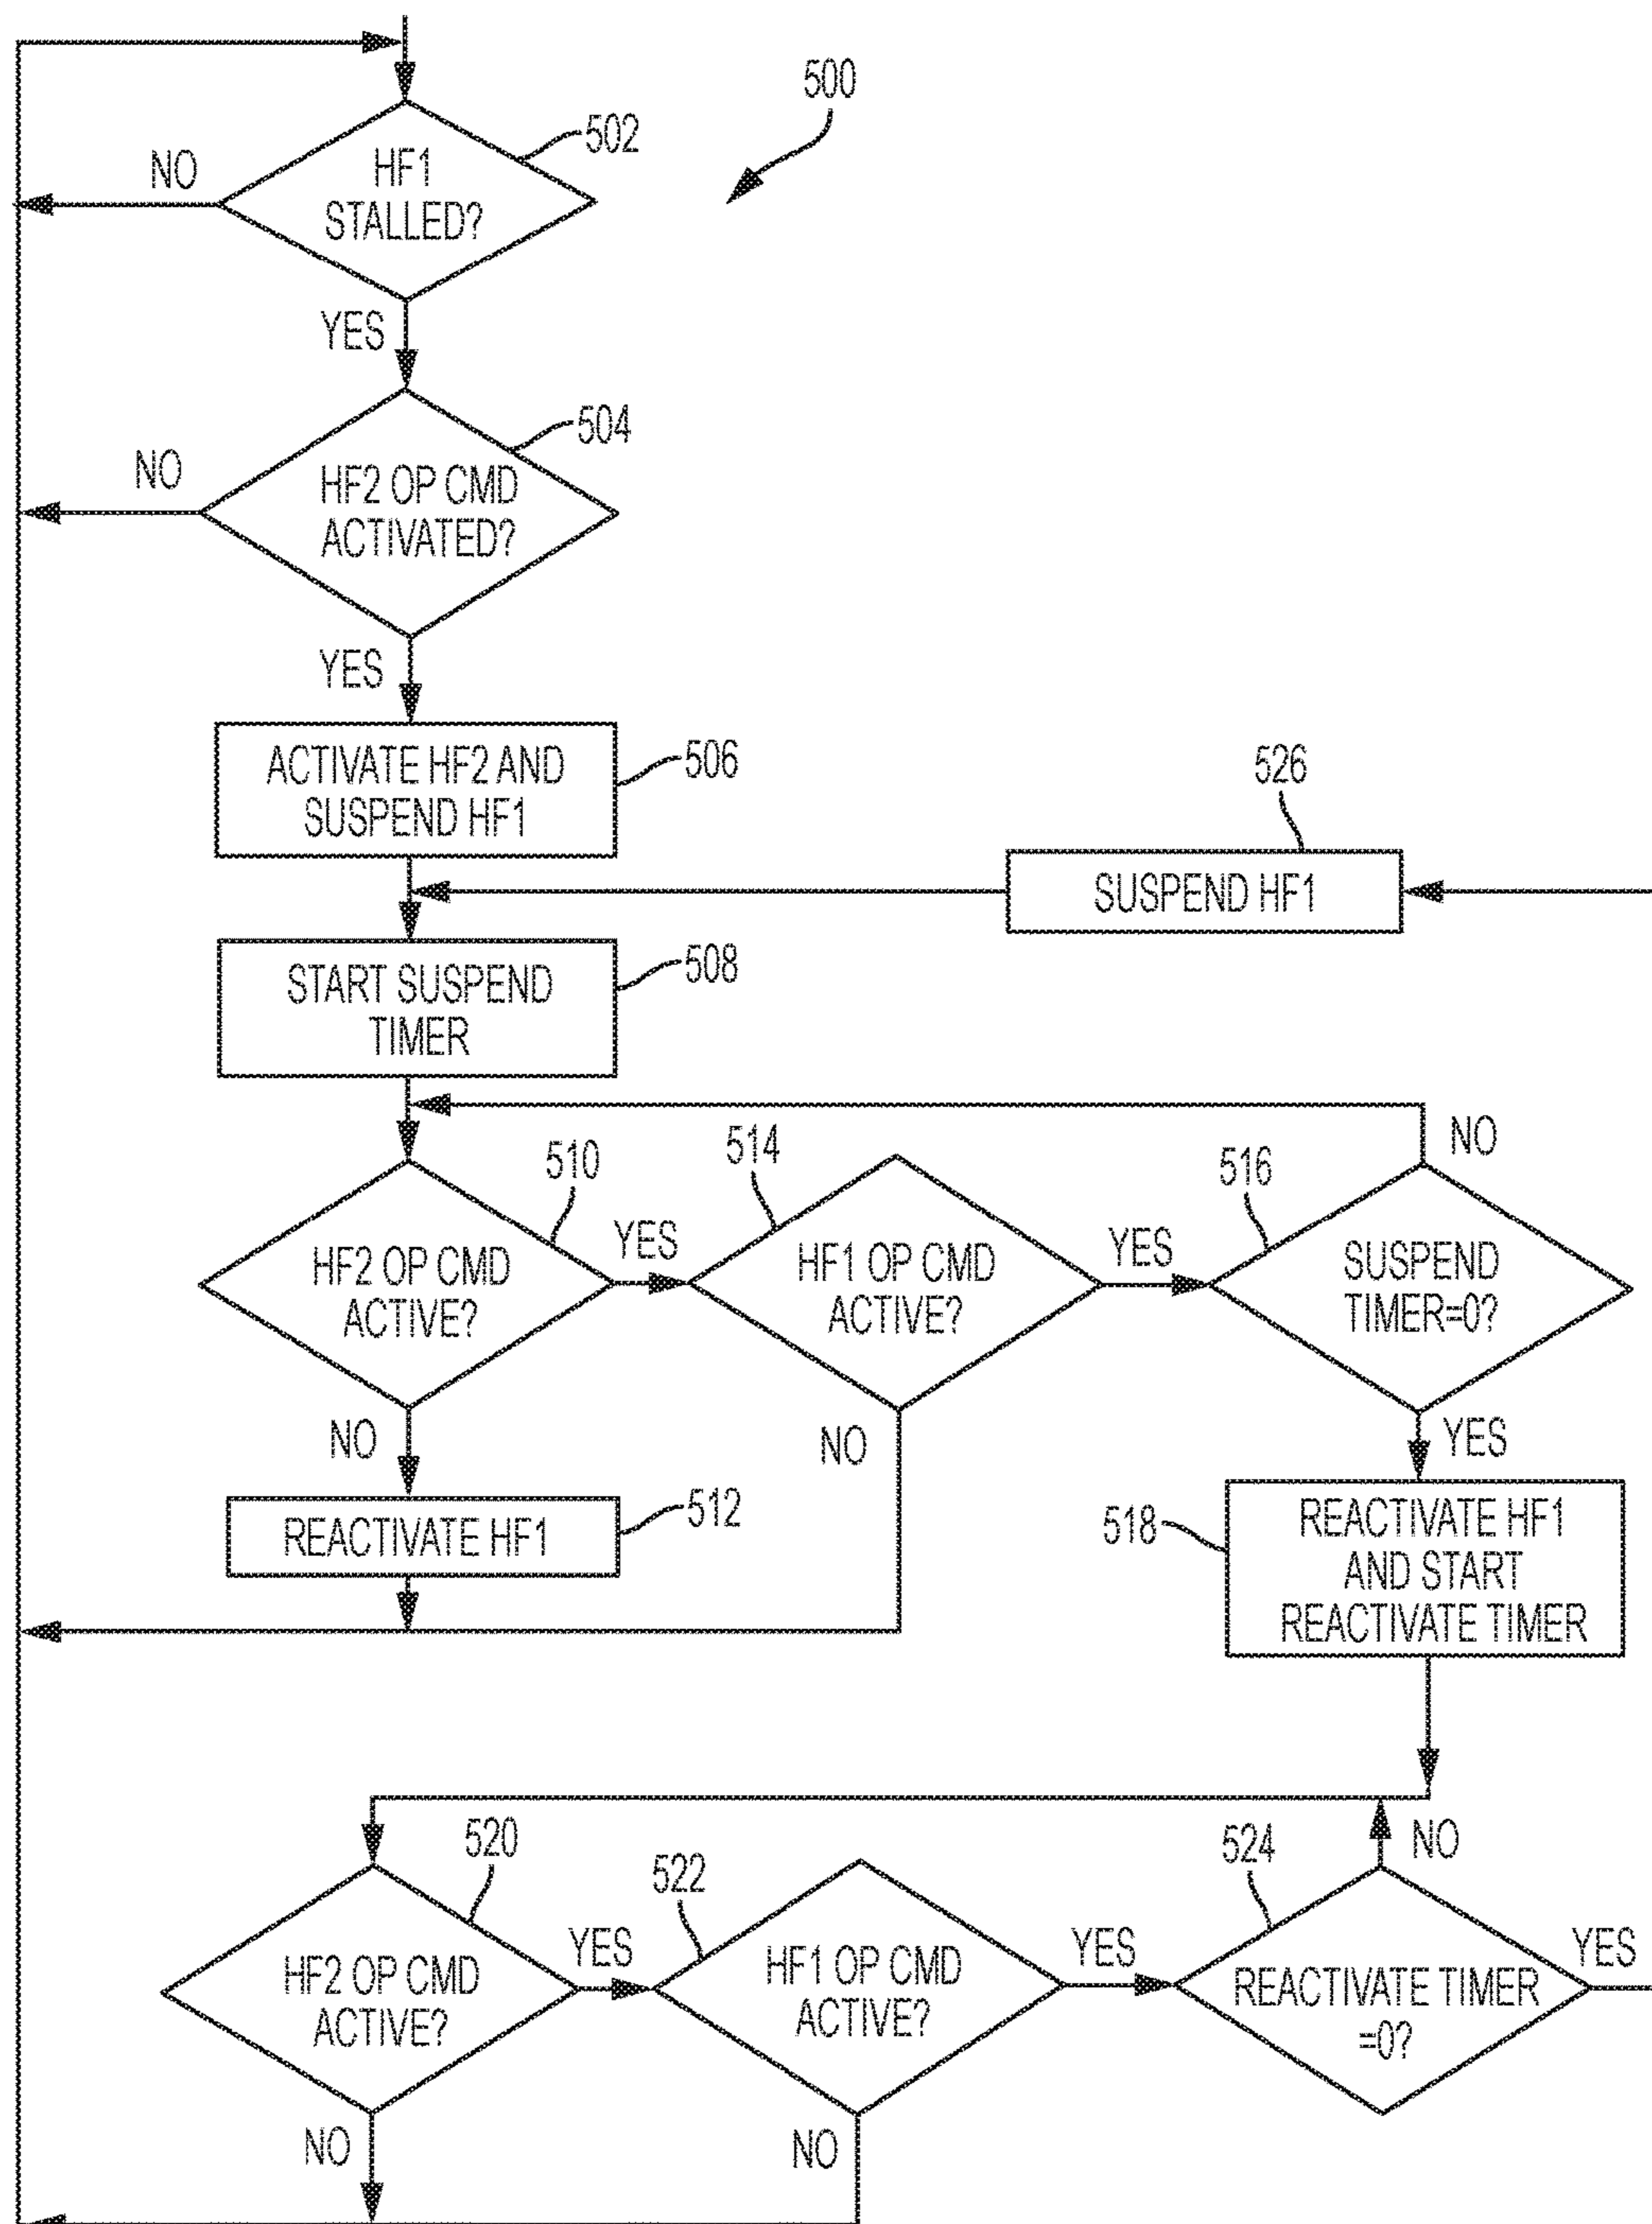 500
502
HF1
STALLED?
NO
YES
504
HF2 OP CMD
ACTIVATED?
NO
YES
ACTIVATE HF2 AND
SUSPEND HF1
506
526
SUSPEND HF1
START SUSPEND
TIMER
508
510
HF2 OP CMD
ACTIVE?
YES
NO
514
HF1 OP CMD
ACTIVE?
YES
NO
516
SUSPEND
TIMER=0?
NO
YES
REACTIVATE HF1
512
518
REACTIVATE HF1
AND START
REACTIVATE TIMER
520
HF2 OP CMD
ACTIVE?
YES
NO
522
HF1 OP CMD
ACTIVE?
YES
NO
524
REACTIVATE TIMER
=0?
NO
YES